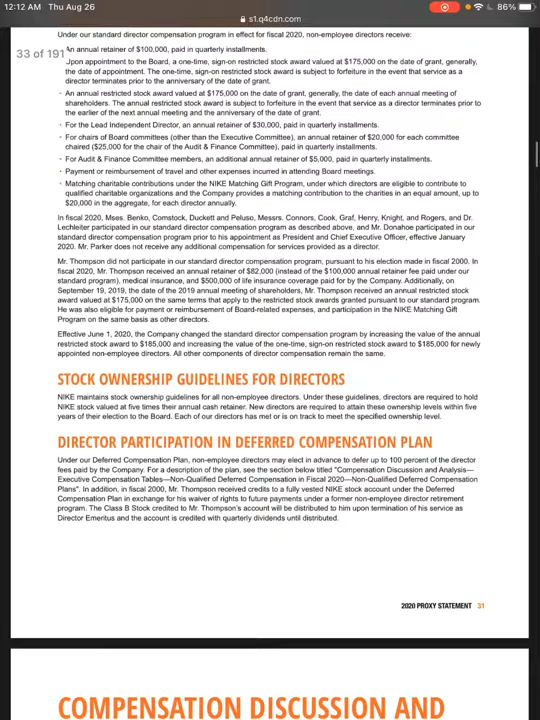 12:12 AM Thu Aug 26
86%
s1.q4cdn.com
33 of 191
Under our standard director compensation program in effect for fiscal 2020, non-employee directors receive:
An annual retainer of $100,000, paid in quarterly installments.
Upon appointment to the Board, a one-time, sign-on restricted stock award valued at $175,000 on the date of grant, generally,
the date of appointment. The one-time, sign-on restricted stock award is subject to forfeiture in the event that service as a
director terminates prior to the anniversary of the date of grant.
• An annual restricted stock award valued at $175,000 on the date of grant, generally, the date of each annual meeting of
shareholders. The annual restricted stock award is subject to forfeiture in the event that service as a director terminates prior to
the earlier of the next annual meeting and the anniversary of the date of grant.
• For the Lead Independent Director, an annual retainer of $30,000, paid in quarterly installments.
• For chairs of Board committees (other than the Executive Committee), an annual retainer of $20,000 for each committee
chaired ($25,000 for the chair of the Audit & Finance Committee), paid in quarterly installments.
• For Audit & Finance Committee members, an additional annual retainer of $5,000, paid in quarterly installments.
• Payment or reimbursement of travel and other expenses incurred in attending Board meetings.
• Matching charitable contributions under the NIKE Matching Gift Program, under which directors are eligible to contribute to
qualified charitable organizations and the Company provides a matching contribution to the charities in an equal amount, up to
$20,000 in the aggregate, for each director annually.
In fiscal 2020, Mses. Benko, Comstock, Duckett and Peluso, Messrs. Connors, Cook, Graf, Henry, Knight, and Rogers, and Dr.
Lechleiter participated in our standard director compensation program as described above, and Mr. Donahoe participated in our
standard director compensation program prior to his appointment as President and Chief Executive Officer, effective January
2020. Mr. Parker does not receive any additional compensation for services provided as a director.
Mr. Thompson did not participate in our standard director compensation program, pursuant to his election made in fiscal 2000. In
fiscal 2020, Mr. Thompson received an annual retainer of $82,000 (instead of the $100,000 annual retainer fee paid under our
standard program), medical insurance, and $500,000 of life insurance coverage paid for by the Company. Additionally, on
September 19, 2019, the date of the 2019 annual meeting of shareholders, Mr. Thompson received an annual restricted stock
award valued at $175,000 on the same terms that apply to the restricted stock awards granted pursuant to our standard program.
He was also eligible for payment or reimbursement of Board-related expenses, and participation in the NIKE Matching Gift
Program on the same basis as other directors.
Effective June 1, 2020, the Company changed the standard director compensation program by increasing the value of the annual
restricted stock award to $185,000 and increasing the value of the one-time, sign-on restricted stock award to $185,000 for newly
appointed non-employee directors. All other components of director compensation remain the same.
STOCK OWNERSHIP GUIDELINES FOR DIRECTORS
NIKE maintains stock ownership guidelines for all non-employee directors. Under these guidelines, directors are required to hold
NIKE stock valued at five times their annual cash retainer. New directors are required to attain these ownership levels within five
years of their election to the Board. Each of our directors has met or is on track to meet the specified ownership level.
DIRECTOR PARTICIPATION IN DEFERRED COMPENSATION PLAN
Under our Deferred Compensation Plan, non-employee directors may elect in advance to defer up to 100 percent of the director
fees paid by the Company. For a description of the plan, see the section below titled "Compensation Discussion and Analysis—
Executive Compensation Tables—Non-Qualified Deferred Compensation in Fiscal 2020—Non-Qualified Deferred Compensation
Plans". In addition, in fiscal 2000, Mr. Thompson received credits to a fully vested NIKE stock account under the Deferred
Compensation Plan in exchange for his waiver of rights to future payments under a former non-employee director retirement
program. The Class B Stock credited to Mr. Thompson's account will be distributed to him upon termination of his service as
Director Emeritus and the account is credited with quarterly dividends until distributed.
2020 PROXY STATEMENT 31
COMPENSATION DISCUSSION AND